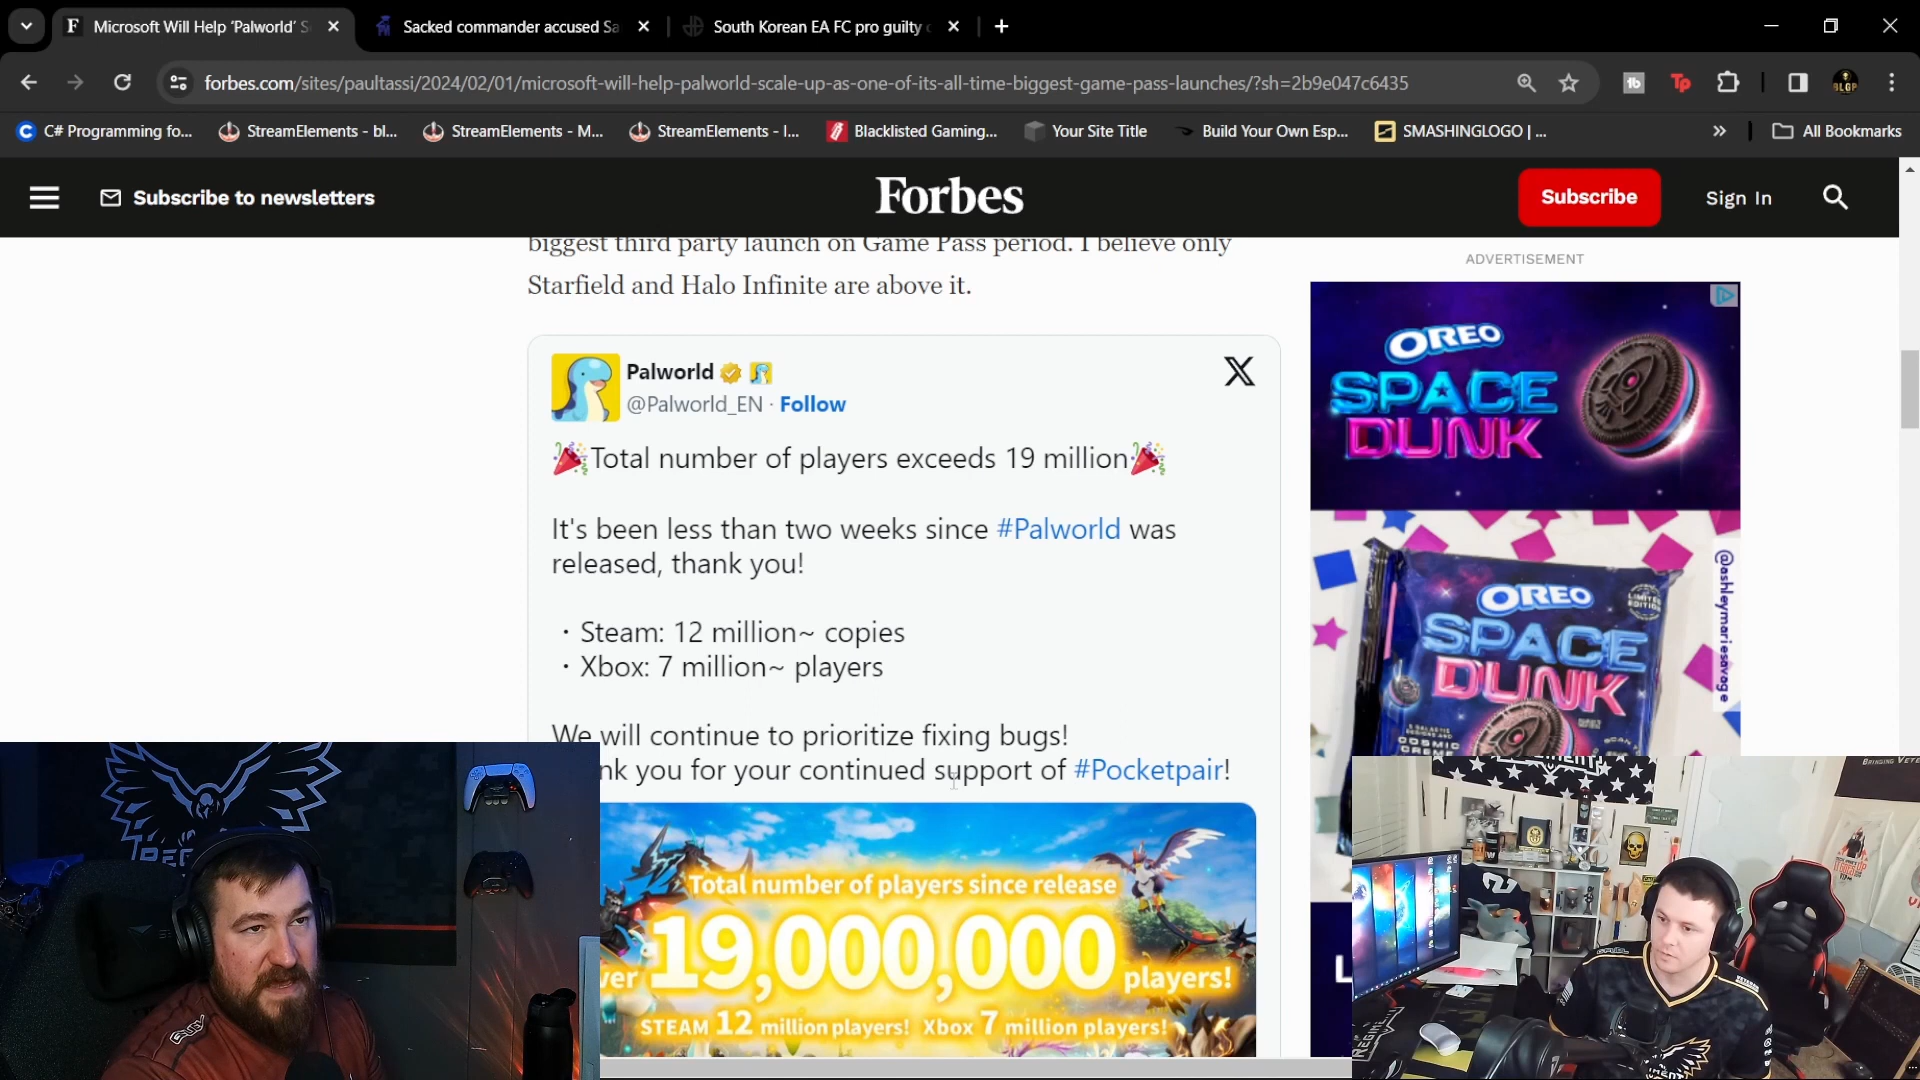 Microsoft Will Help ‘Palworld’ S
Sacked commander accused Sa
South Korean EA FC pro guilty
forbes.com/sites/paultassi/2024/02/01/microsoft-will-help-palworld-scale-up-as-one-of-its-all-time-biggest-game-pass-launches/?sh=2b9e047c6435
C# Programming fo...
StreamElements - bl...
StreamElements - M...
StreamElements - I...
Blacklisted Gaming...
Your Site Title
Build Your Own Esp...
SMASHINGLOGO | ...
All Bookmarks
Subscribe to newsletters
Forbes
Subscribe
Sign In
biggest third party launch on Game Pass period. I believe only
Starfield and Halo Infinite are above it.
ADVERTISEMENT
Palworld
@Palworld_EN · Follow
🎉Total number of players exceeds 19 million🎉
It's been less than two weeks since #Palworld was
released, thank you!
・Steam: 12 million~ copies
・Xbox: 7 million~ players
We will continue to prioritize fixing bugs!
nk you for your continued support of #Pocketpair!
Total number of players since release
ver 19,000,000 players!
STEAM 12 million players! Xbox 7 million players!
OREO
SPACE
DUNK
@ashleymariesavage
OREO
LIMITED
EDITION
SPACE
DUNK
COSMIC
CREME